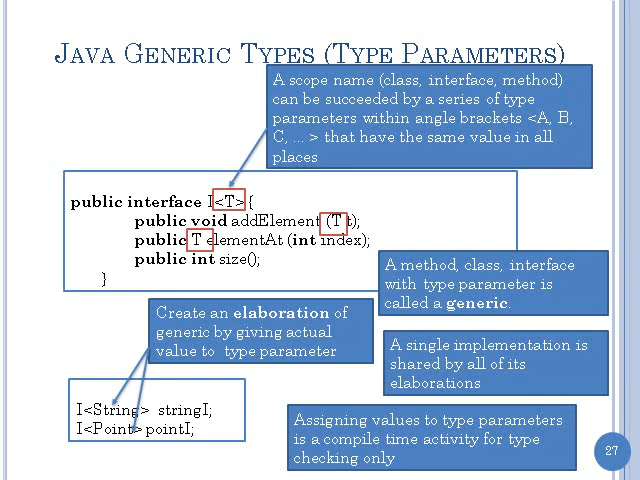 JAVA GENERIC TYPES (TYPE PARAMETERS)
A scope name (class, interface, method)
can be succeeded by a series of type
parameters within angle brackets <A, B,
C, ... > that have the same value in all
places
public interface I<T>{
public void addElement (T t);
public T elementAt (int index);
public int size();
}
A method, class, interface
with type parameter is
called a generic.
Create an elaboration of
generic by giving actual
value to type parameter
A single implementation is
shared by all of its
elaborations
I<String> stringI;
I<Point> pointI;
Assigning values to type parameters
is a compile time activity for type
checking only
27